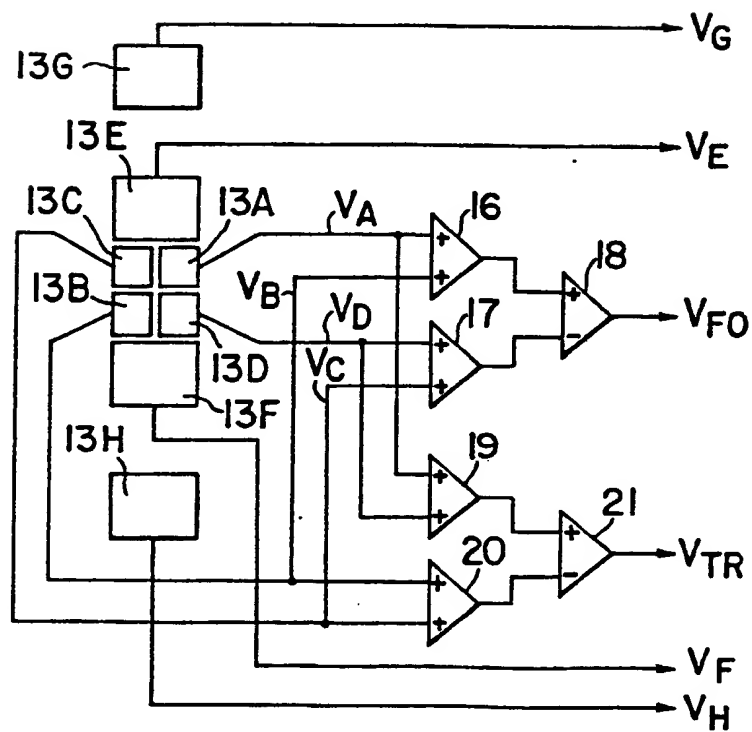 VG
13G
13E
VE
13C
13A
VA
16
18
13B
VB
VD
17
VFO
13D
VC
13F
13H
19
21
20
VTR
VF
VH
+
+
+
+
+
−
+
+
+
+
+
−